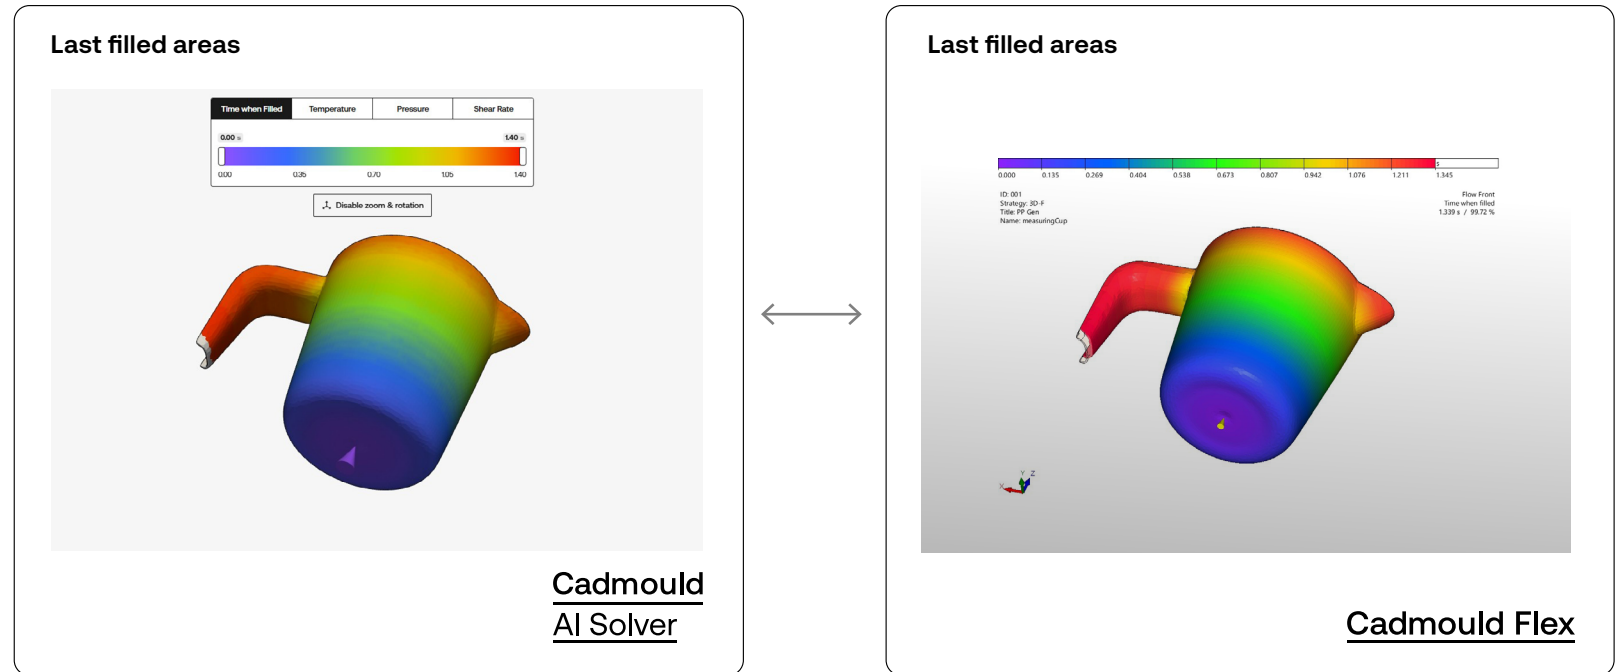 Last filled areas
Time when Filled Temperature Pressure Shear Rate
0.00 s 1.40 s
0.00 0.35 0.70 1.05 1.40
Disable zoom & rotation
Cadmould
AI Solver
Last filled areas
s
0.000 0.135 0.269 0.404 0.538 0.673 0.807 0.942 1.076 1.211 1.345
ID: 001
Strategy: 3D-F
Title: PP Gen
Name: measuringCup
Flow Front
Time when filled
1.339 s / 99.72 %
Y Z
X
Cadmould Flex